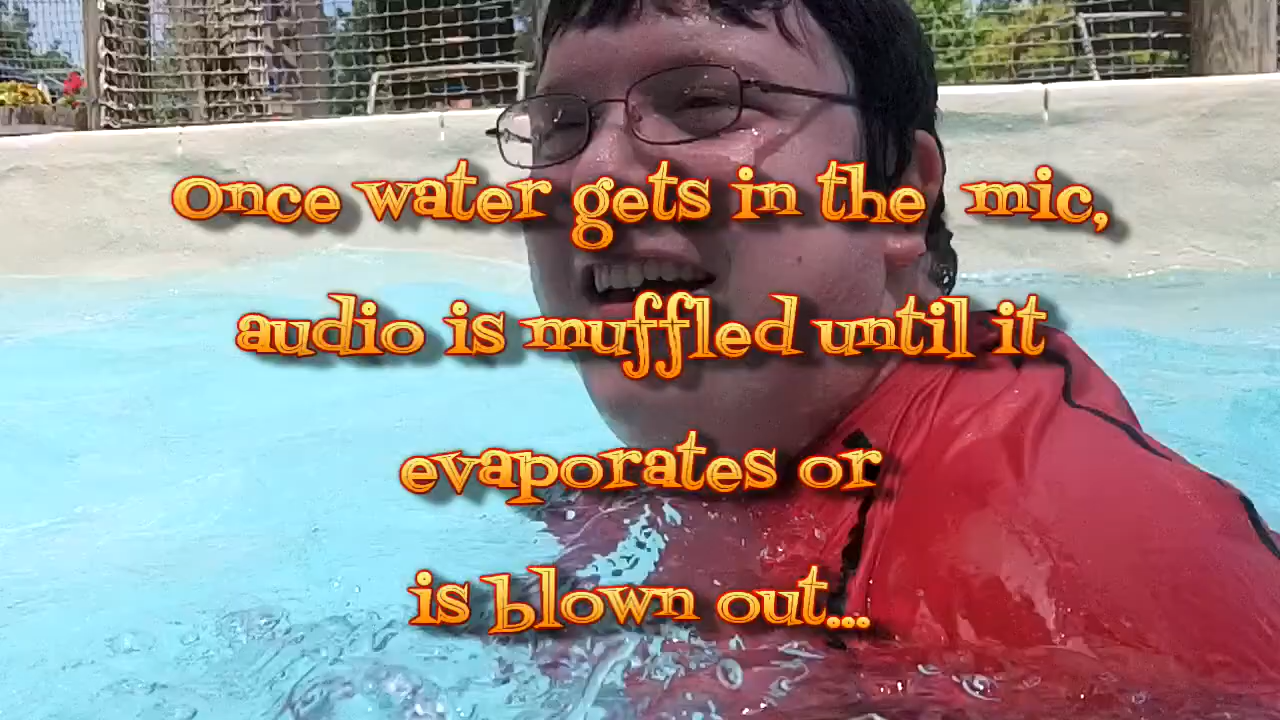 Once water gets in the mic,
audio is muffled until it
evaporates or
is blown out...